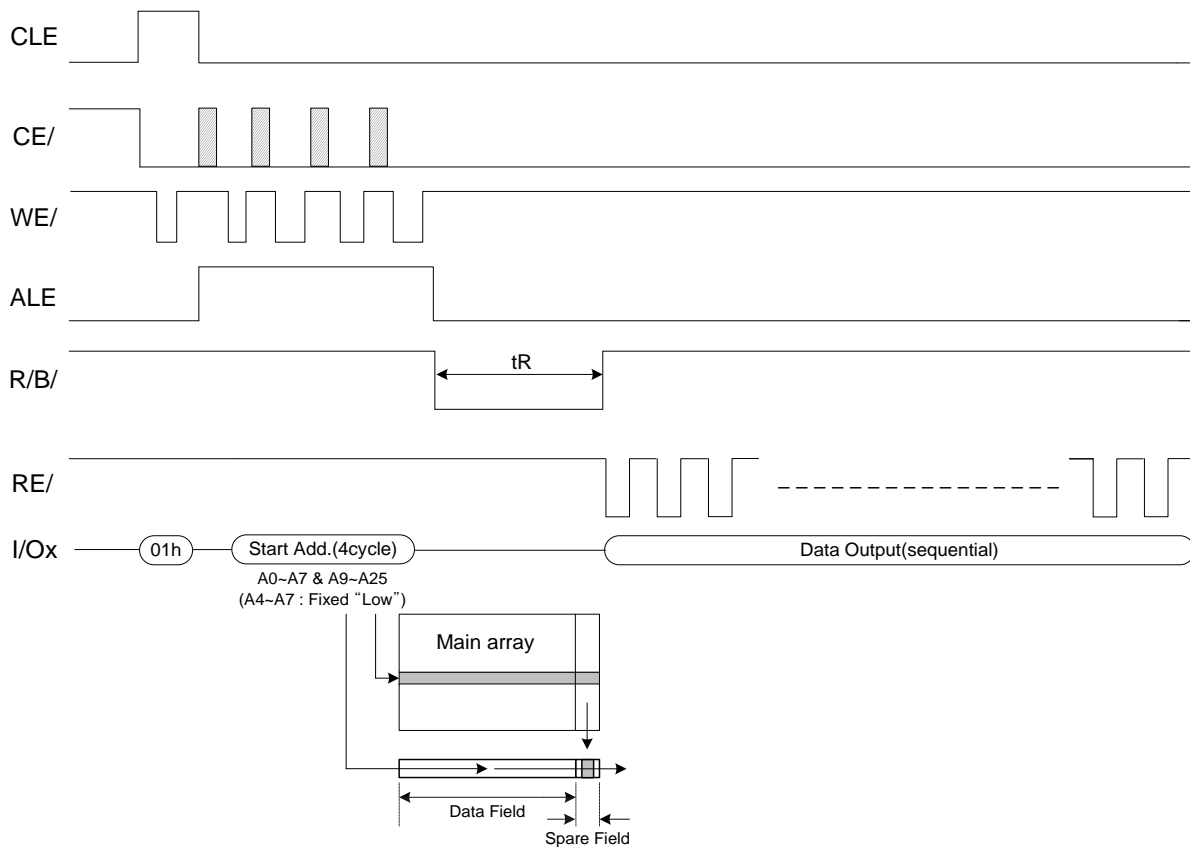 CLE
CE/
WE/
ALE
R/B/
tR
RE/
I/Ox
01h
Start Add.(4cycle)
Data Output(sequential)
A0~A7 & A9~A25
(A4~A7 : Fixed “Low”)
Main array
Data Field
Spare Field